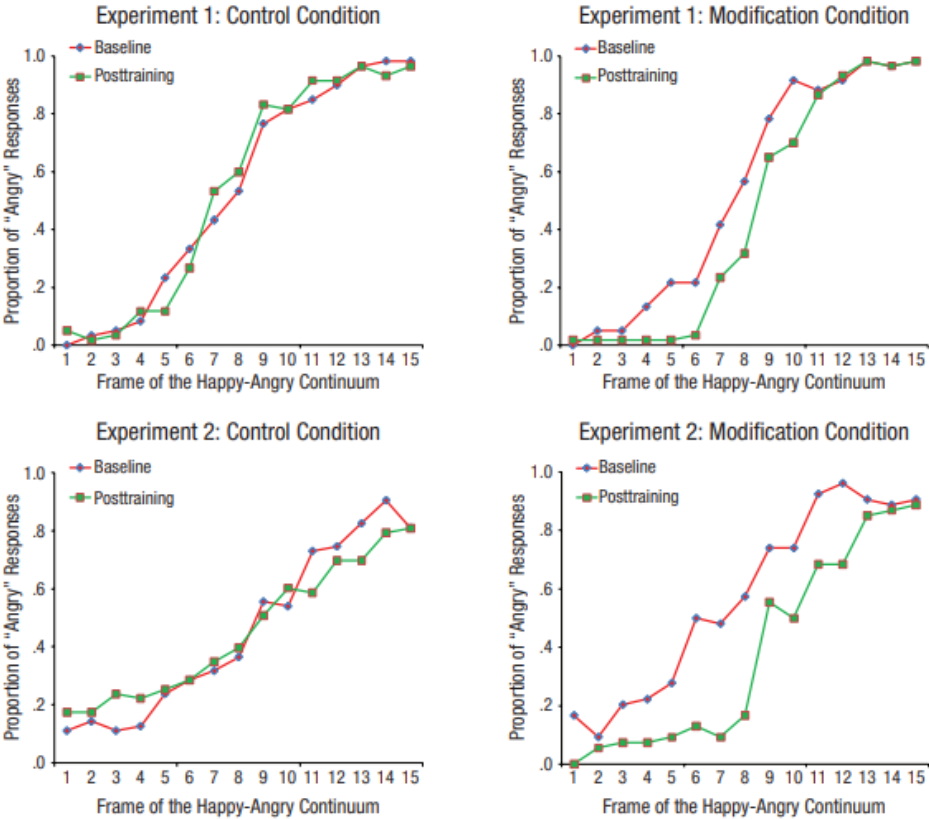 Experiment 1: Control Condition
Baseline
Posttraining
Proportion of “Angry” Responses
1.0
.8
.6
.4
.2
.0
1 2 3 4 5 6 7 8 9 10 11 12 13 14 15
Frame of the Happy-Angry Continuum
Experiment 1: Modification Condition
Baseline
Posttraining
Proportion of “Angry” Responses
1.0
.8
.6
.4
.2
.0
1 2 3 4 5 6 7 8 9 10 11 12 13 14 15
Frame of the Happy-Angry Continuum
Experiment 2: Control Condition
Baseline
Posttraining
Proportion of “Angry” Responses
1.0
.8
.6
.4
.2
.0
1 2 3 4 5 6 7 8 9 10 11 12 13 14 15
Frame of the Happy-Angry Continuum
Experiment 2: Modification Condition
Baseline
Posttraining
Proportion of “Angry” Responses
1.0
.8
.6
.4
.2
.0
1 2 3 4 5 6 7 8 9 10 11 12 13 14 15
Frame of the Happy-Angry Continuum